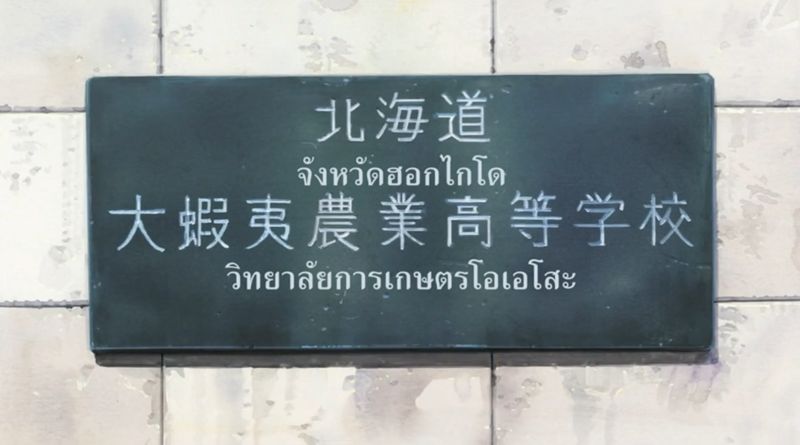 北海道
จังหวัดฮอกไกโด
大蝦夷農業高等学校
วิทยาลัยการเกษตรโอเอโสะ